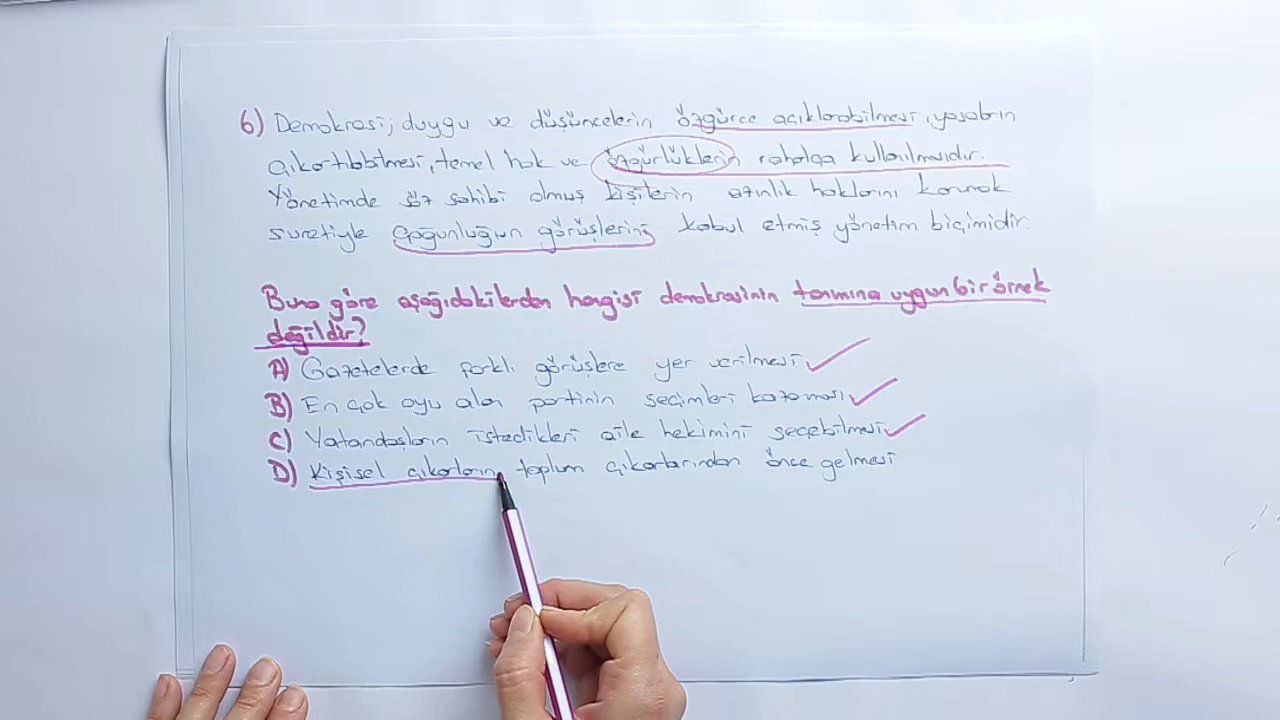 6) Demokrasi; duygu ve düşüncelerin özgürce açıklanabilmesi, yasaların
çıkartılabilmesi, temel hak ve özgürlüklerin rahatça kullanılmasıdır.
Yönetimde söz sahibi olmuş kişilerin azınlık haklarını korumak
suretiyle çoğunluğun görüşlerini kabul etmiş yönetim biçimidir.
Buna göre aşağıdakilerden hangisi demokrasinin tanımına uygun bir örnek
değildir?
A) Gazetelerde farklı görüşlere yer verilmesi
B) En çok oyu alan partinin seçimleri kazanması
C) Vatandaşların istedikleri aile hekimini seçebilmesi
D) Kişisel çıkarların toplum çıkarlarından önce gelmesi